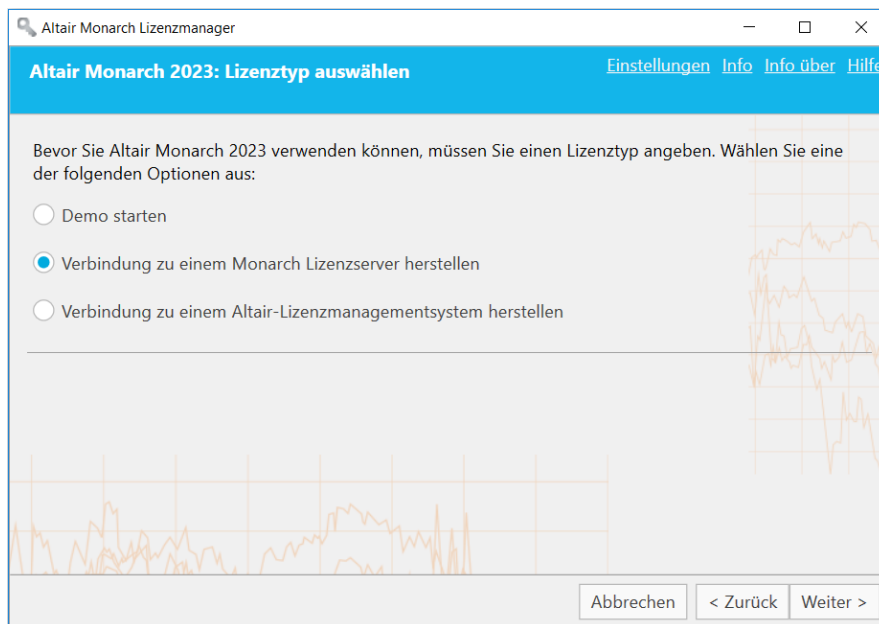 Altair Monarch Lizenzmanager
Altair Monarch 2023: Lizenztyp auswählen
Einstellungen Info Info über Hilfe
Bevor Sie Altair Monarch 2023 verwenden können, müssen Sie einen Lizenztyp angeben. Wählen Sie eine
der folgenden Optionen aus:
Demo starten
Verbindung zu einem Monarch Lizenzserver herstellen
Verbindung zu einem Altair-Lizenzmanagementsystem herstellen
Abbrechen < Zurück Weiter >